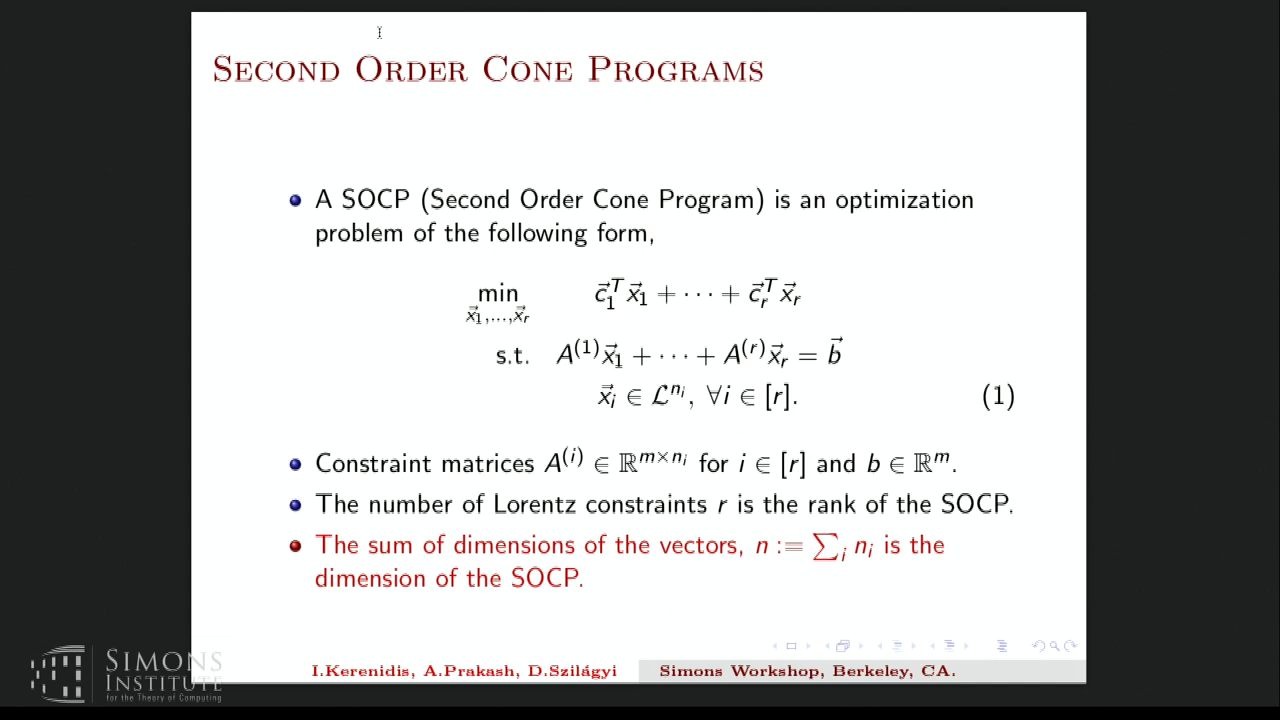 SECOND ORDER CONE PROGRAMS
A SOCP (Second Order Cone Program) is an optimization
problem of the following form,
min c⃗₁ᵀx⃗₁ + ··· + c⃗ᵣᵀx⃗ᵣ
x⃗₁,...,x⃗ᵣ
s.t. A⁽¹⁾x⃗₁ + ··· + A⁽ʳ⁾x⃗ᵣ = b⃗
x⃗ᵢ ∈ ℒ^{nᵢ}, ∀i ∈ [r]. (1)
Constraint matrices A⁽ⁱ⁾ ∈ ℝ^{m×nᵢ} for i ∈ [r] and b ∈ ℝᵐ.
The number of Lorentz constraints r is the rank of the SOCP.
The sum of dimensions of the vectors, n := ∑ᵢ nᵢ is the
dimension of the SOCP.
SIMONS
INSTITUTE
for the Theory of Computing
I.Kerenidis, A.Prakash, D.Szilágyi Simons Workshop, Berkeley, CA.